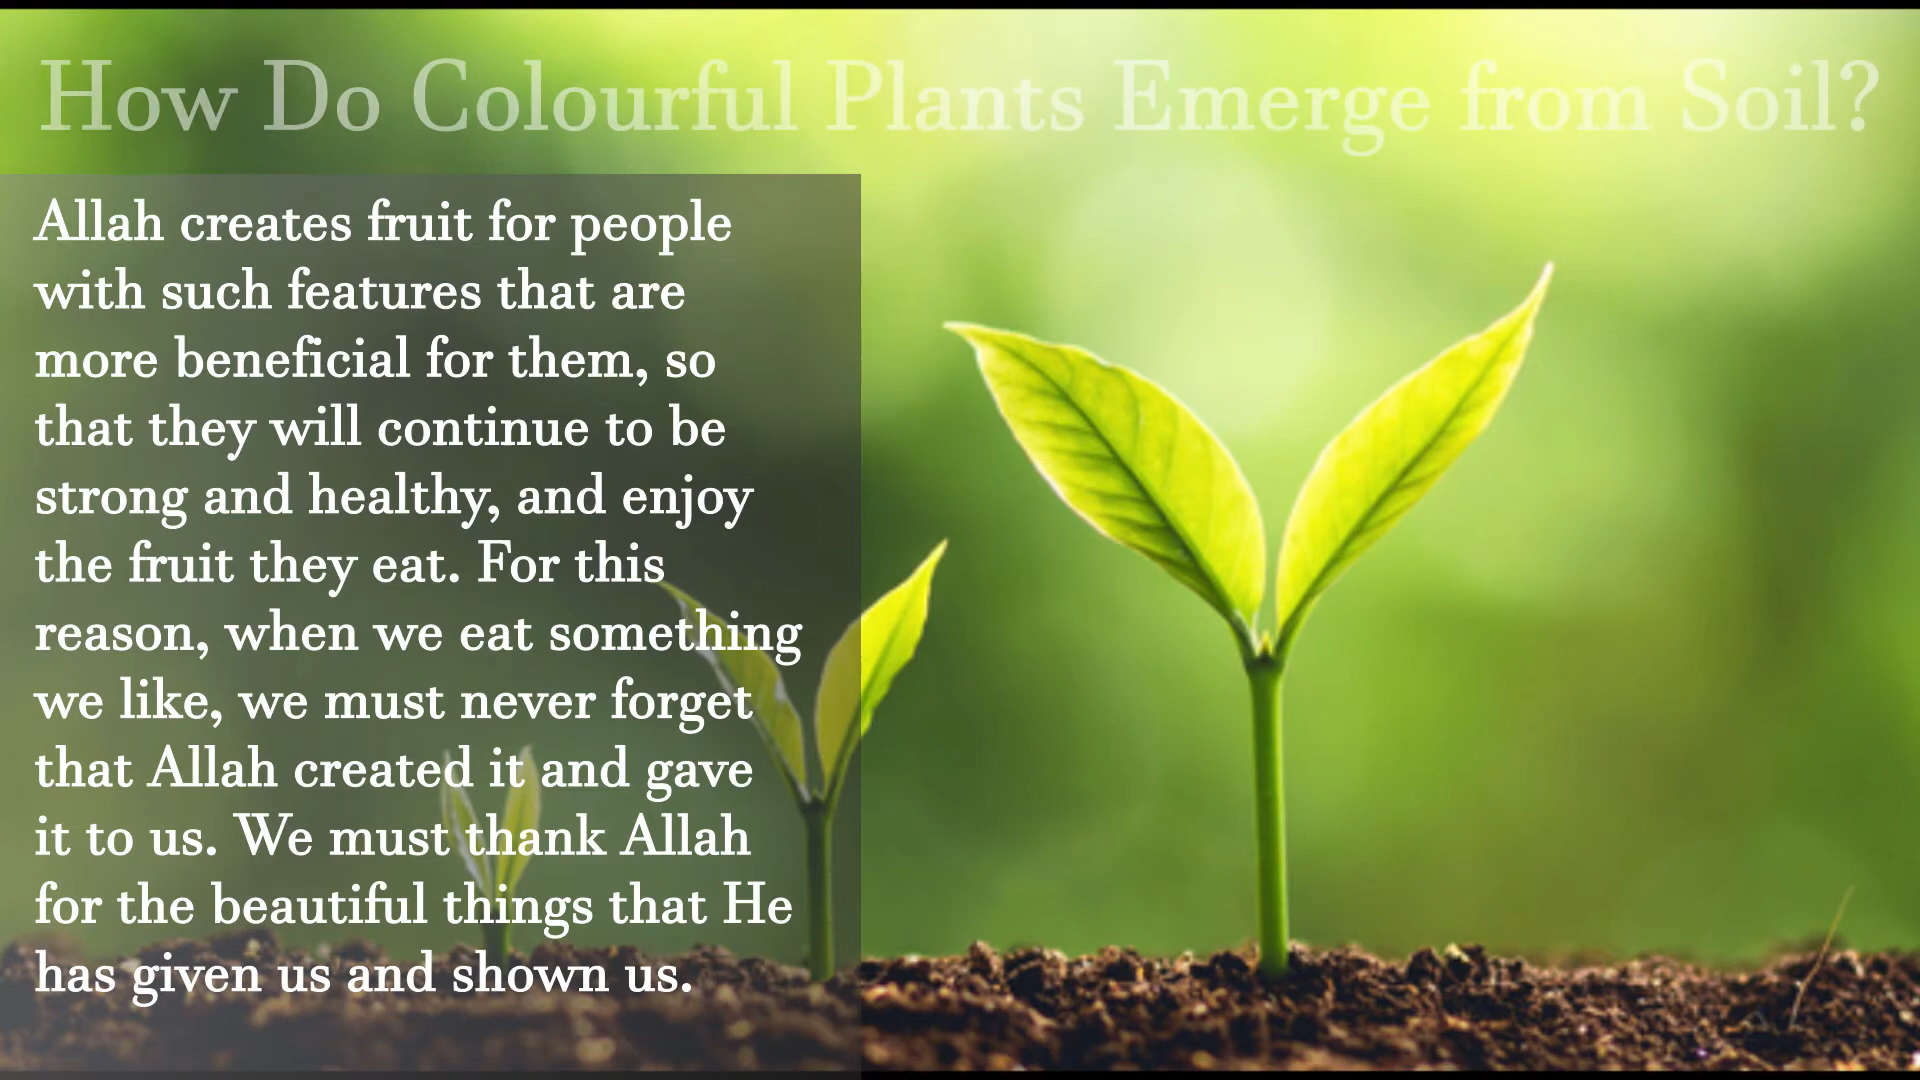 How Do Colourful Plants Emerge from Soil?
Allah creates fruit for people
with such features that are
more beneficial for them, so
that they will continue to be
strong and healthy, and enjoy
the fruit they eat. For this
reason, when we eat something
we like, we must never forget
that Allah created it and gave
it to us. We must thank Allah
for the beautiful things that He
has given us and shown us.